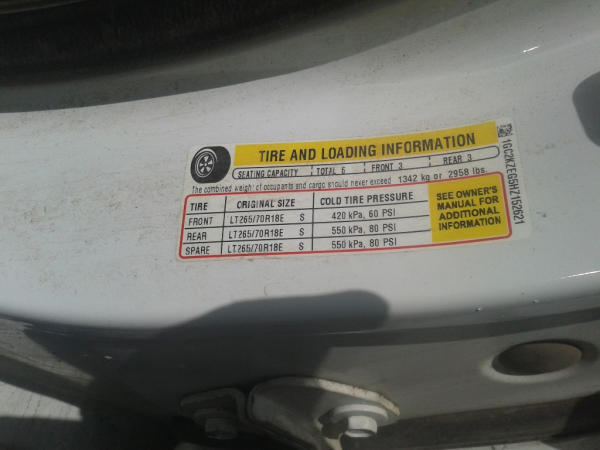 TIRE AND LOADING INFORMATION
SEATING CAPACITY TOTAL 6 FRONT 3 REAR 3
The combined weight of occupants and cargo should never exceed 1342 kg or 2958 lbs.
TIRE ORIGINAL SIZE COLD TIRE PRESSURE
FRONT LT265/70R18E S 420 kPa, 60 PSI
REAR LT265/70R18E S 550 kPa, 80 PSI
SPARE LT265/70R18E S 550 kPa, 80 PSI
SEE OWNER'S
MANUAL FOR
ADDITIONAL
INFORMATION
1GC2KZEG5HZ152621